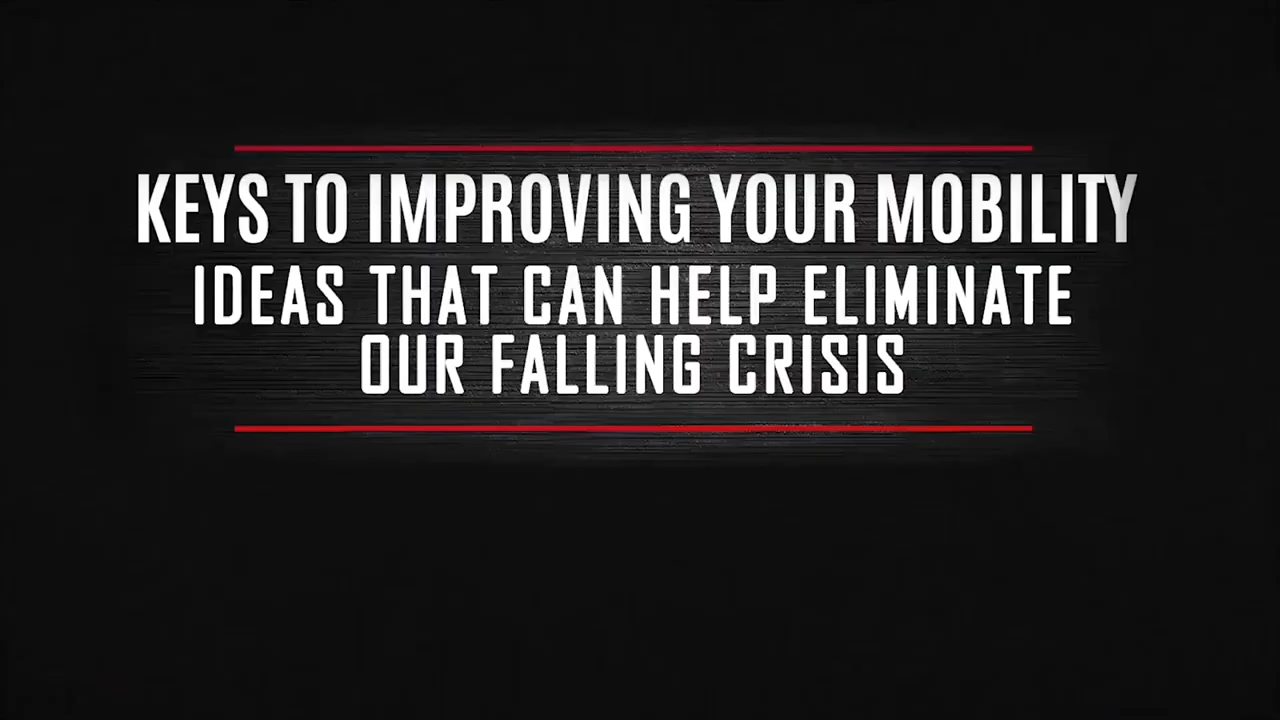 KEYS TO IMPROVING YOUR MOBILITY
IDEAS THAT CAN HELP ELIMINATE
OUR FALLING CRISIS